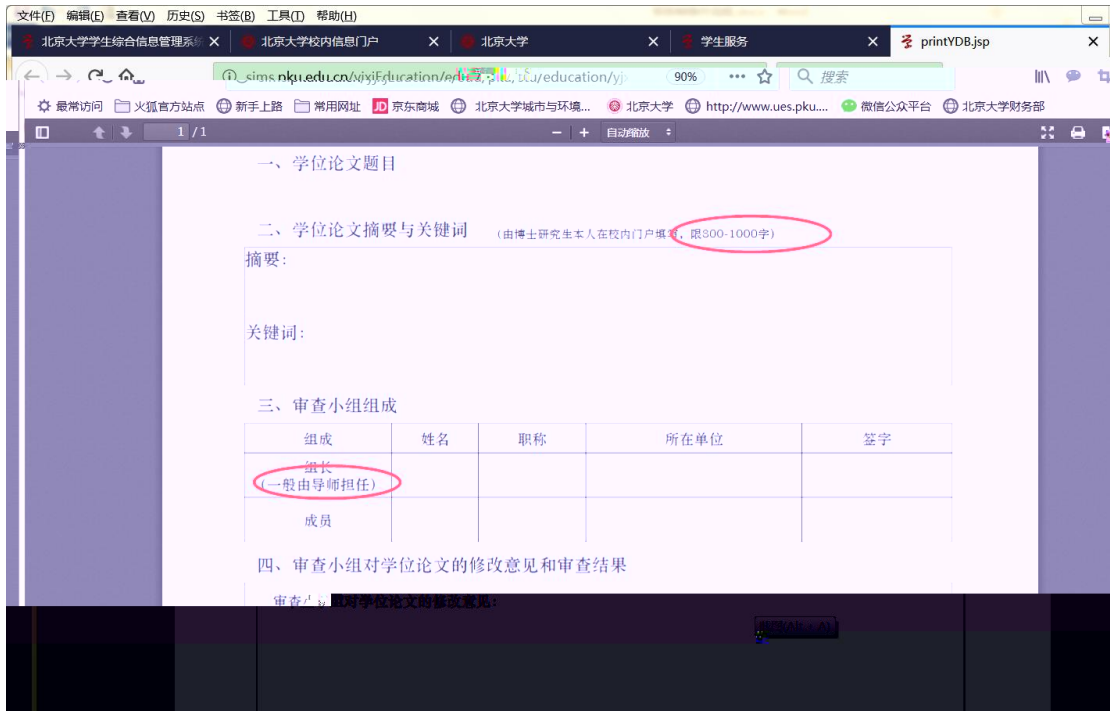 文件(F) 编辑(E) 查看(V) 历史(S) 书签(B) 工具(T) 帮助(H)
北京大学学生综合信息管理系统 × 北京大学校内信息门户 × 北京大学 × 学生服务 × printYDB.jsp ×
90% 搜索
最常访问 火狐官方站点 新手上路 常用网址 JD 京东商城 北京大学城市与环境... 北京大学 http://www.ues.pku.... 微信公众平台 北京大学财务部
1 / 1 自动缩放
一、学位论文题目
二、学位论文摘要与关键词 (由博士研究生本人在校内门户填写，限800-1000字)
摘要:
关键词:
三、审查小组组成
组成 姓名 职称 所在单位 签字
组长
(一般由导师担任)
成员
四、审查小组对学位论文的修改意见和审查结果
审查小组对学位论文的修改意见: